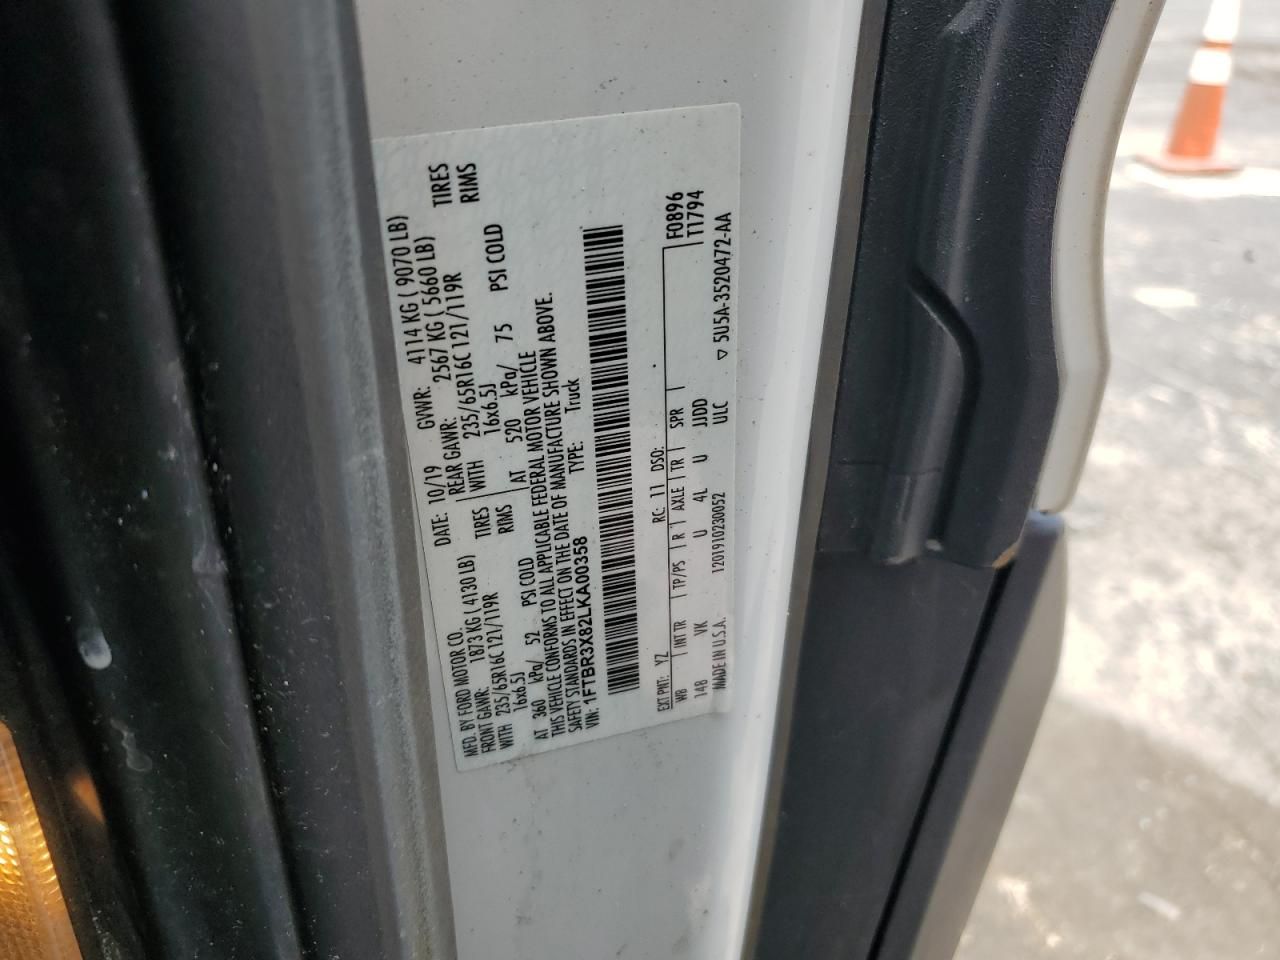 MFD. BY FORD MOTOR CO.
DATE: 10/19 GVWR: 4114 KG ( 9070 LB)
FRONT GAWR: 1873 KG ( 4130 LB)
REAR GAWR: 2567 KG ( 5660 LB)
WITH 235/65R16C 121/119R TIRES
WITH 235/65R16C 121/119R TIRES
16x6.5J RIMS
16x6.5J RIMS
AT 360 kPa/ 52 PSI COLD
AT 520 kPa/ 75 PSI COLD
THIS VEHICLE CONFORMS TO ALL APPLICABLE FEDERAL MOTOR VEHICLE
SAFETY STANDARDS IN EFFECT ON THE DATE OF MANUFACTURE SHOWN ABOVE.
VIN: 1FTBR3X82LKA00358 TYPE: Truck
F0896
T1794
EXT PNT: YZ RC: 11 DSO:
WB INT TR TP/PS R AXLE TR SPR
148 VK U 4L U JJDD
MADE IN U.S.A. 1201910230052 ULC ▽ 5U5A-3520472-AA